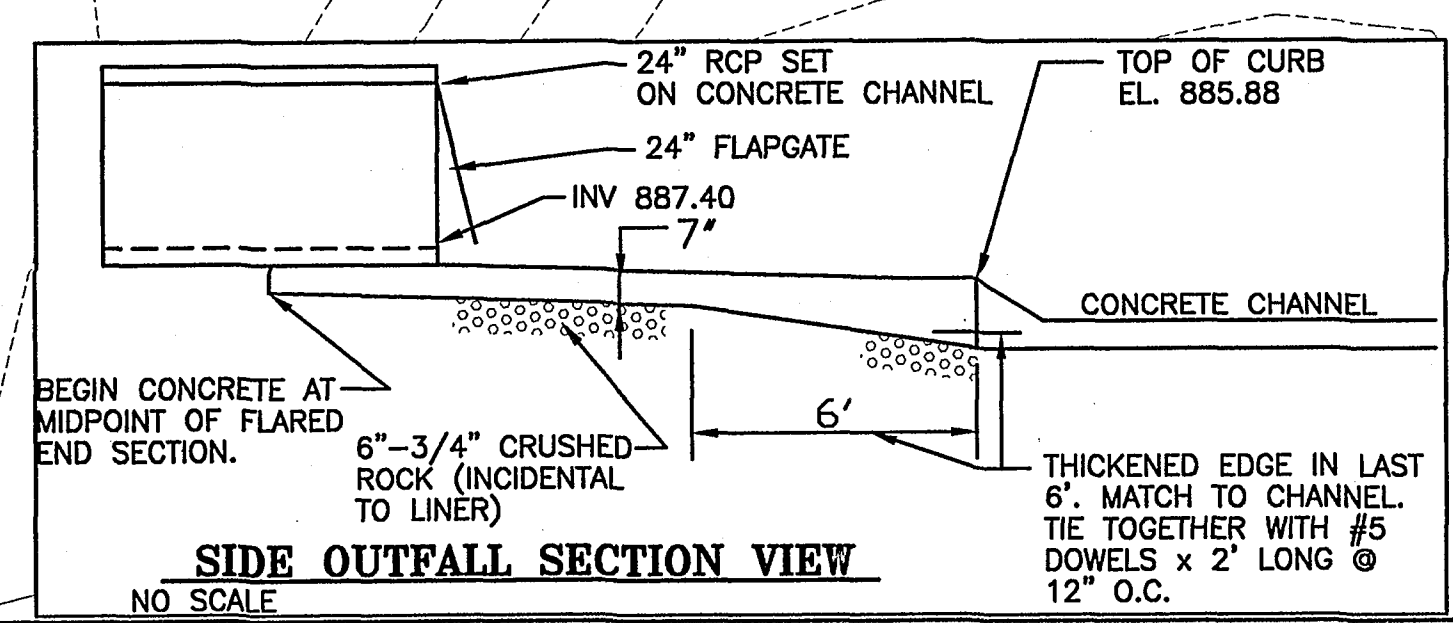 24" RCP SET
ON CONCRETE CHANNEL
TOP OF CURB
EL. 885.88
24" FLAPGATE
INV 887.40
7"
CONCRETE CHANNEL
BEGIN CONCRETE AT
MIDPOINT OF FLARED
END SECTION.
6"-3/4" CRUSHED
ROCK (INCIDENTAL
TO LINER)
6'
THICKENED EDGE IN LAST
6'. MATCH TO CHANNEL.
TIE TOGETHER WITH #5
DOWELS x 2' LONG @
12" O.C.
SIDE OUTFALL SECTION VIEW
NO SCALE